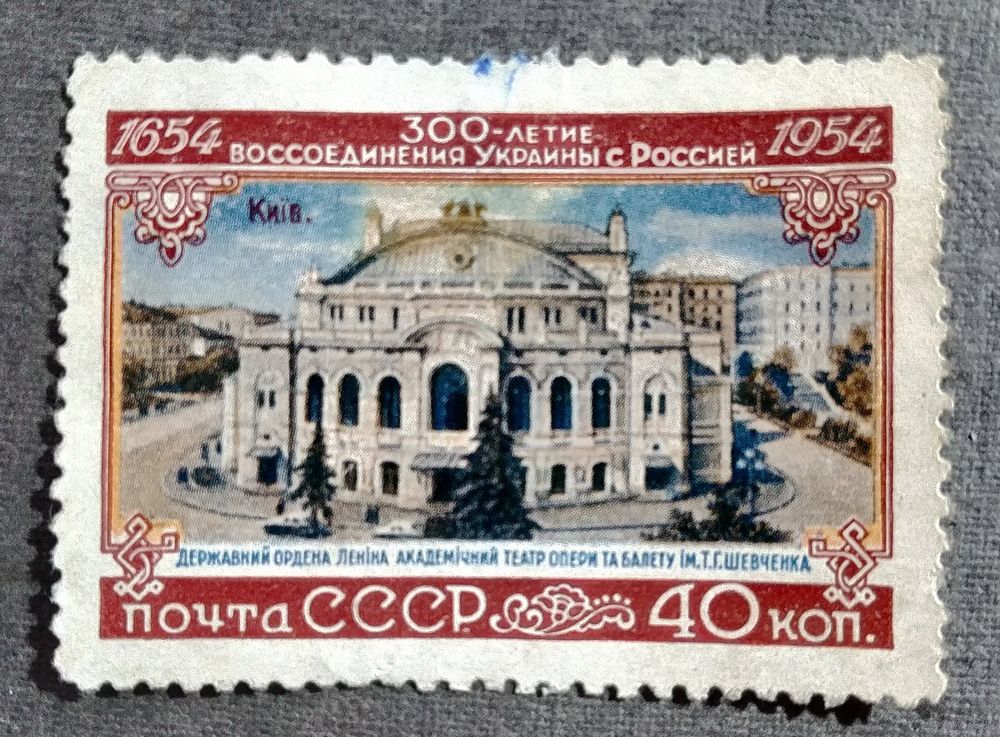 1654 300-ЛЕТИЕ 1954
ВОССОЕДИНЕНИЯ УКРАИНЫ С РОССИЕЙ
Київ.
ДЕРЖАВНИЙ ОРДЕНА ЛЕНІНА АКАДЕМІЧНИЙ ТЕАТР ОПЕРИ ТА БАЛЕТУ ІМ. Т. Г. ШЕВЧЕНКА
ПОЧТА СССР 40 КОП.